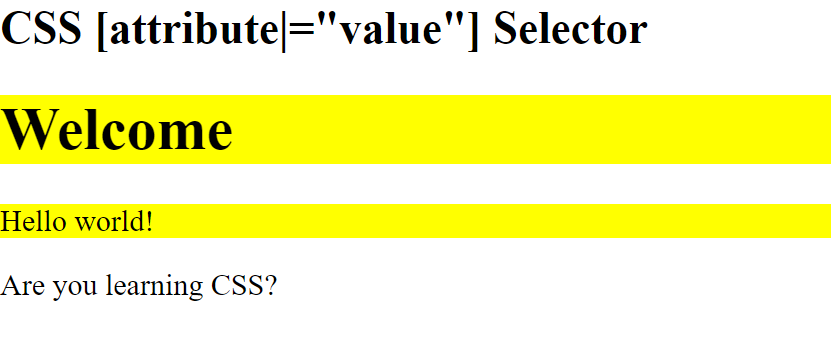 CSS [attribute|="value"] Selector
Welcome
Hello world!
Are you learning CSS?